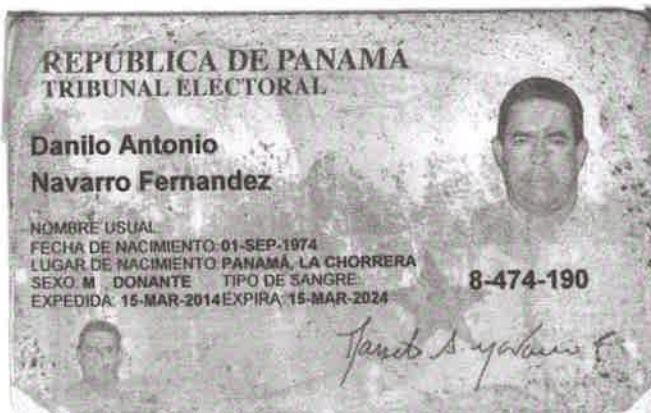 REPÚBLICA DE PANAMÁ
TRIBUNAL ELECTORAL
Danilo Antonio
Navarro Fernandez
NOMBRE USUAL:
FECHA DE NACIMIENTO: 01-SEP-1974
LUGAR DE NACIMIENTO: PANAMÁ, LA CHORRERA
SEXO: M DONANTE TIPO DE SANGRE:
EXPEDIDA: 15-MAR-2014 EXPIRA: 15-MAR-2024
8-474-190